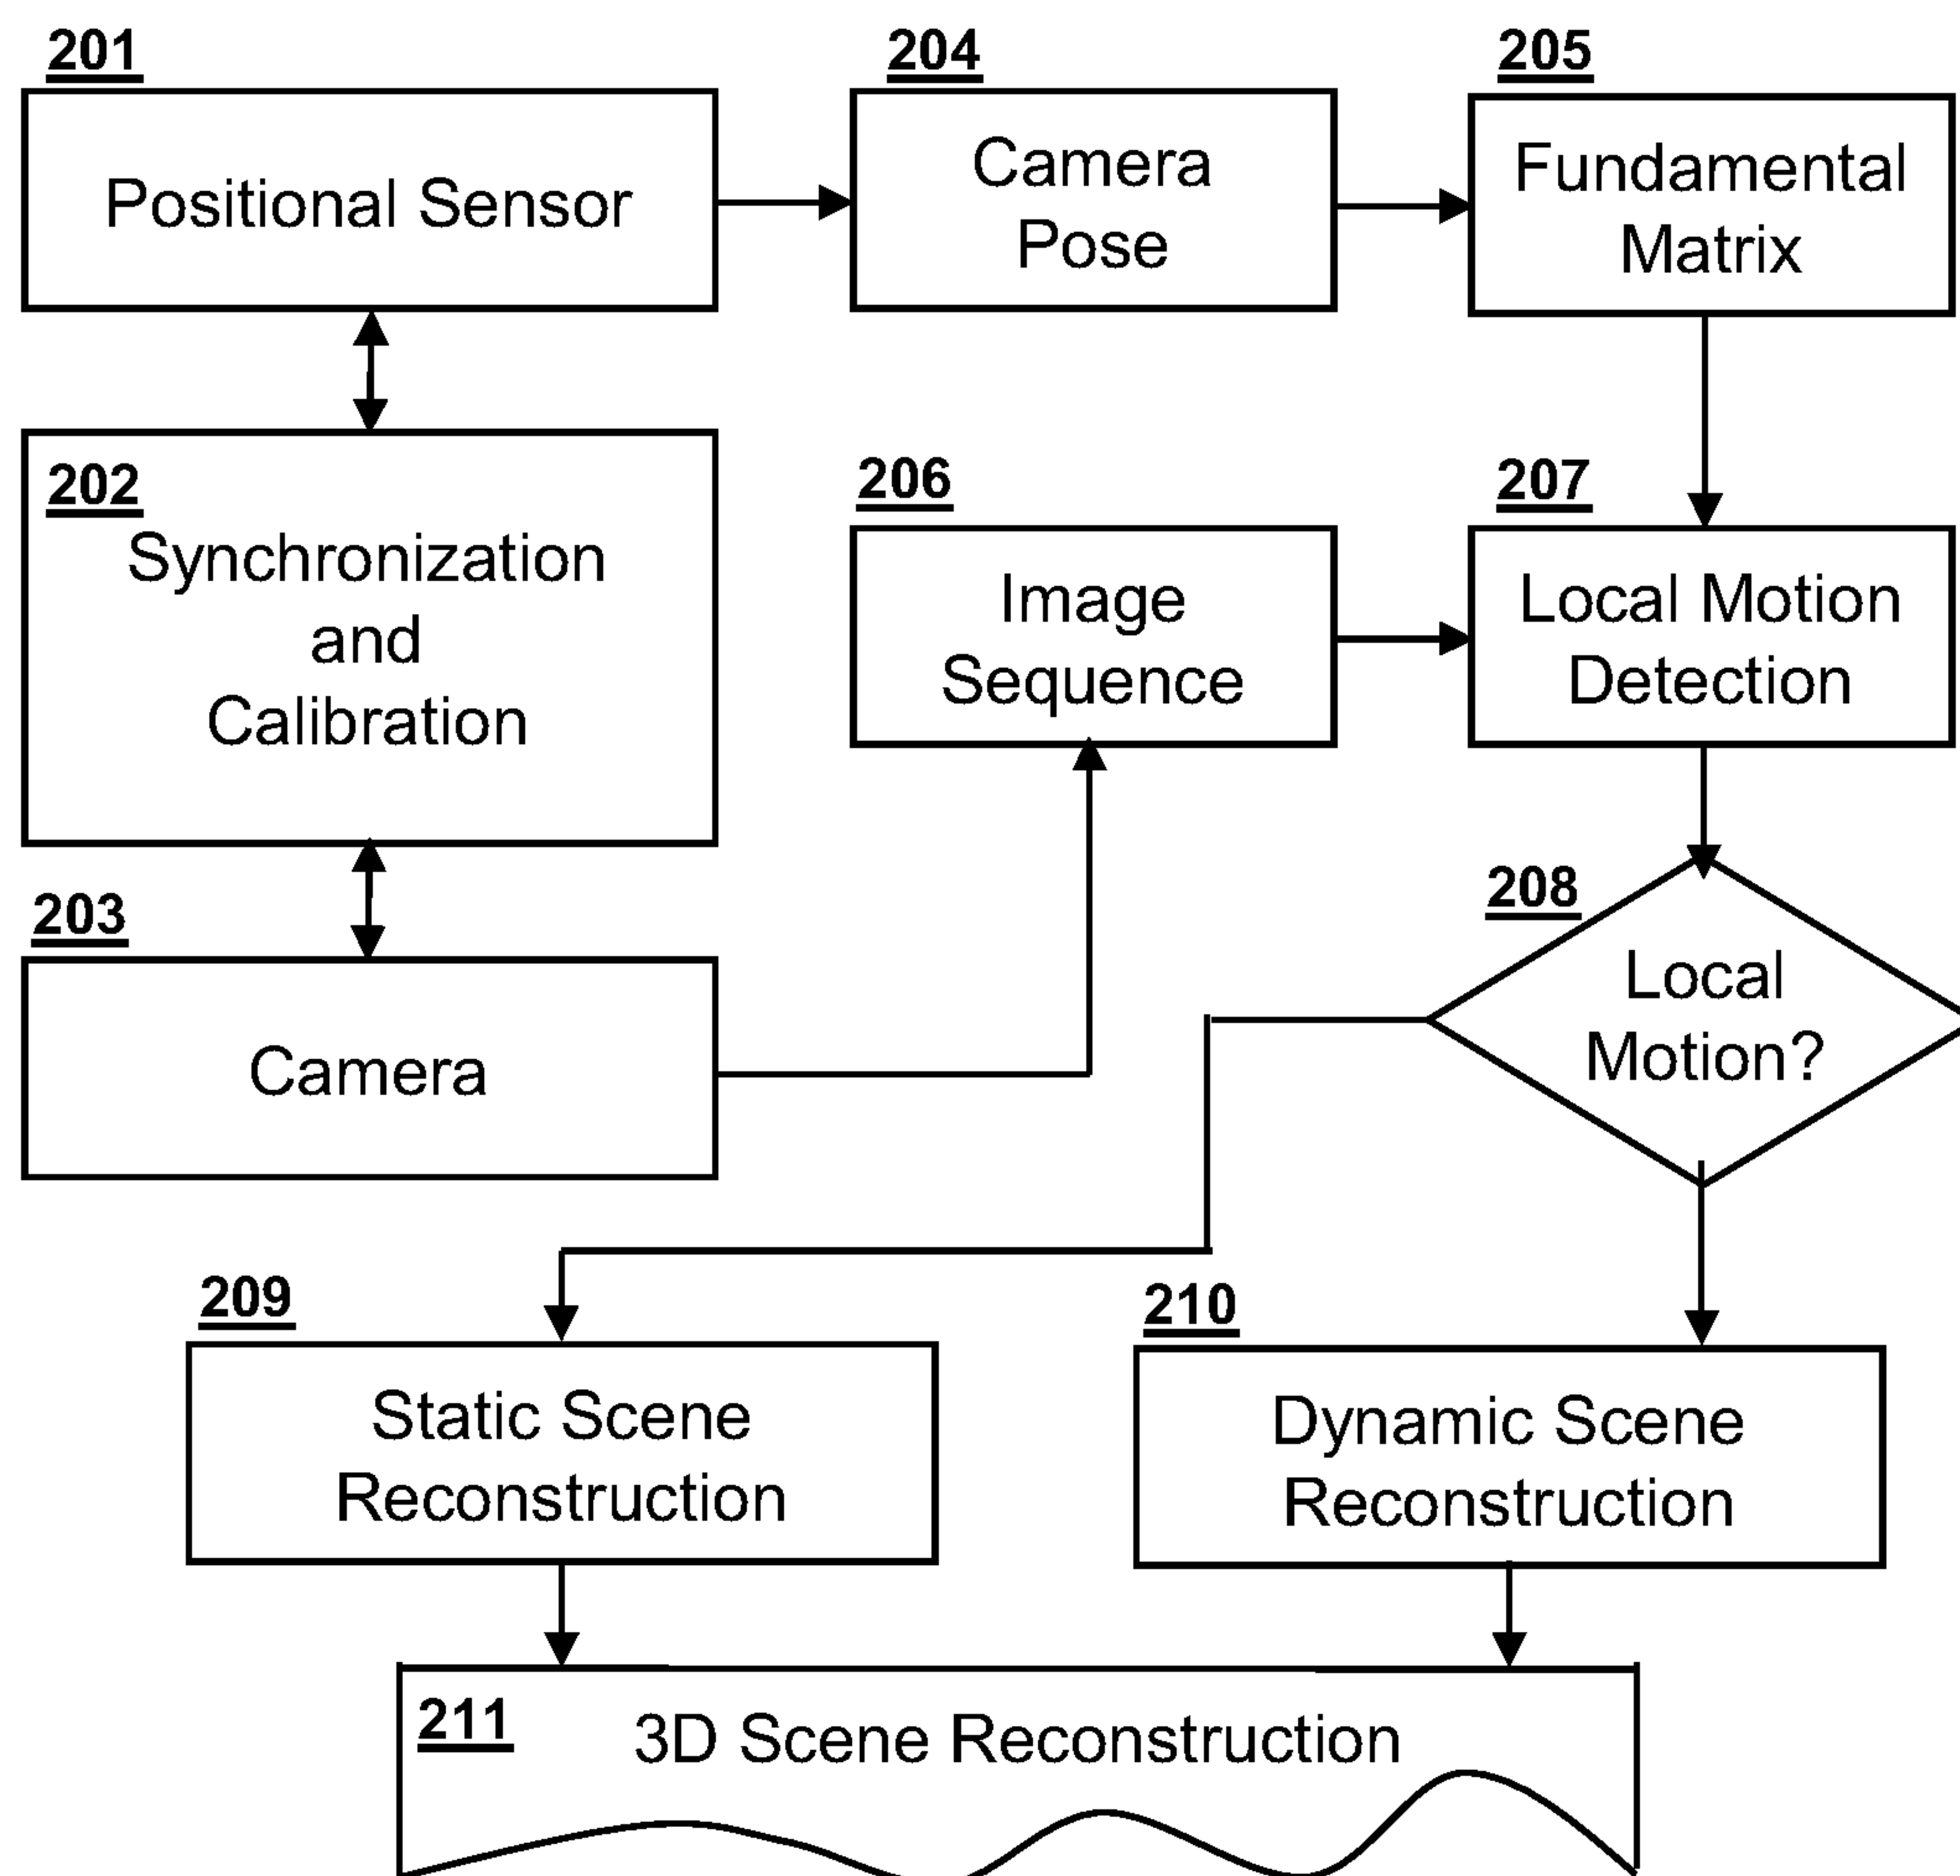 201
Positional Sensor
204
Camera
Pose
205
Fundamental
Matrix
202
Synchronization
and
Calibration
206
Image
Sequence
207
Local Motion
Detection
203
Camera
208
Local
Motion?
209
Static Scene
Reconstruction
210
Dynamic Scene
Reconstruction
211
3D Scene Reconstruction